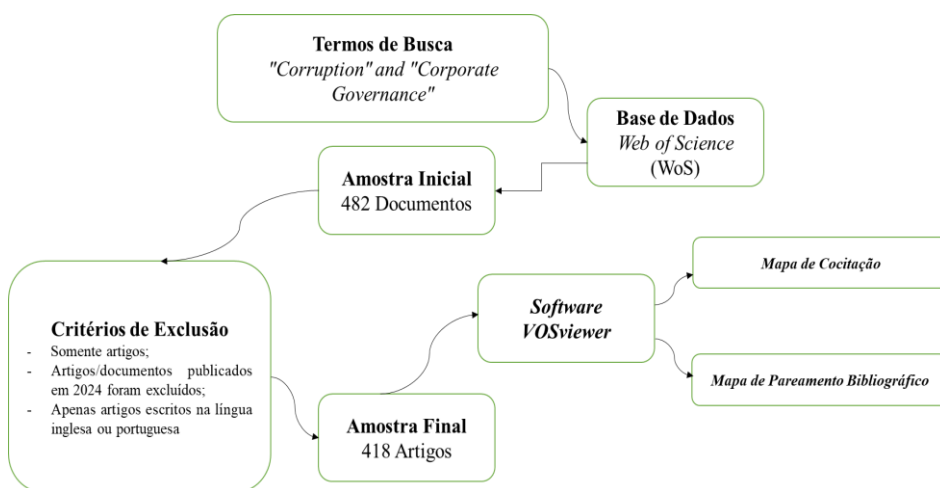 Termos de Busca
"Corruption" and "Corporate
Governance"
Base de Dados
Web of Science
(WoS)
Amostra Inicial
482 Documentos
Critérios de Exclusão
- Somente artigos;
- Artigos/documentos publicados
em 2024 foram excluídos;
- Apenas artigos escritos na língua
inglesa ou portuguesa
Amostra Final
418 Artigos
Software
VOSviewer
Mapa de Cocitação
Mapa de Pareamento Bibliográfico